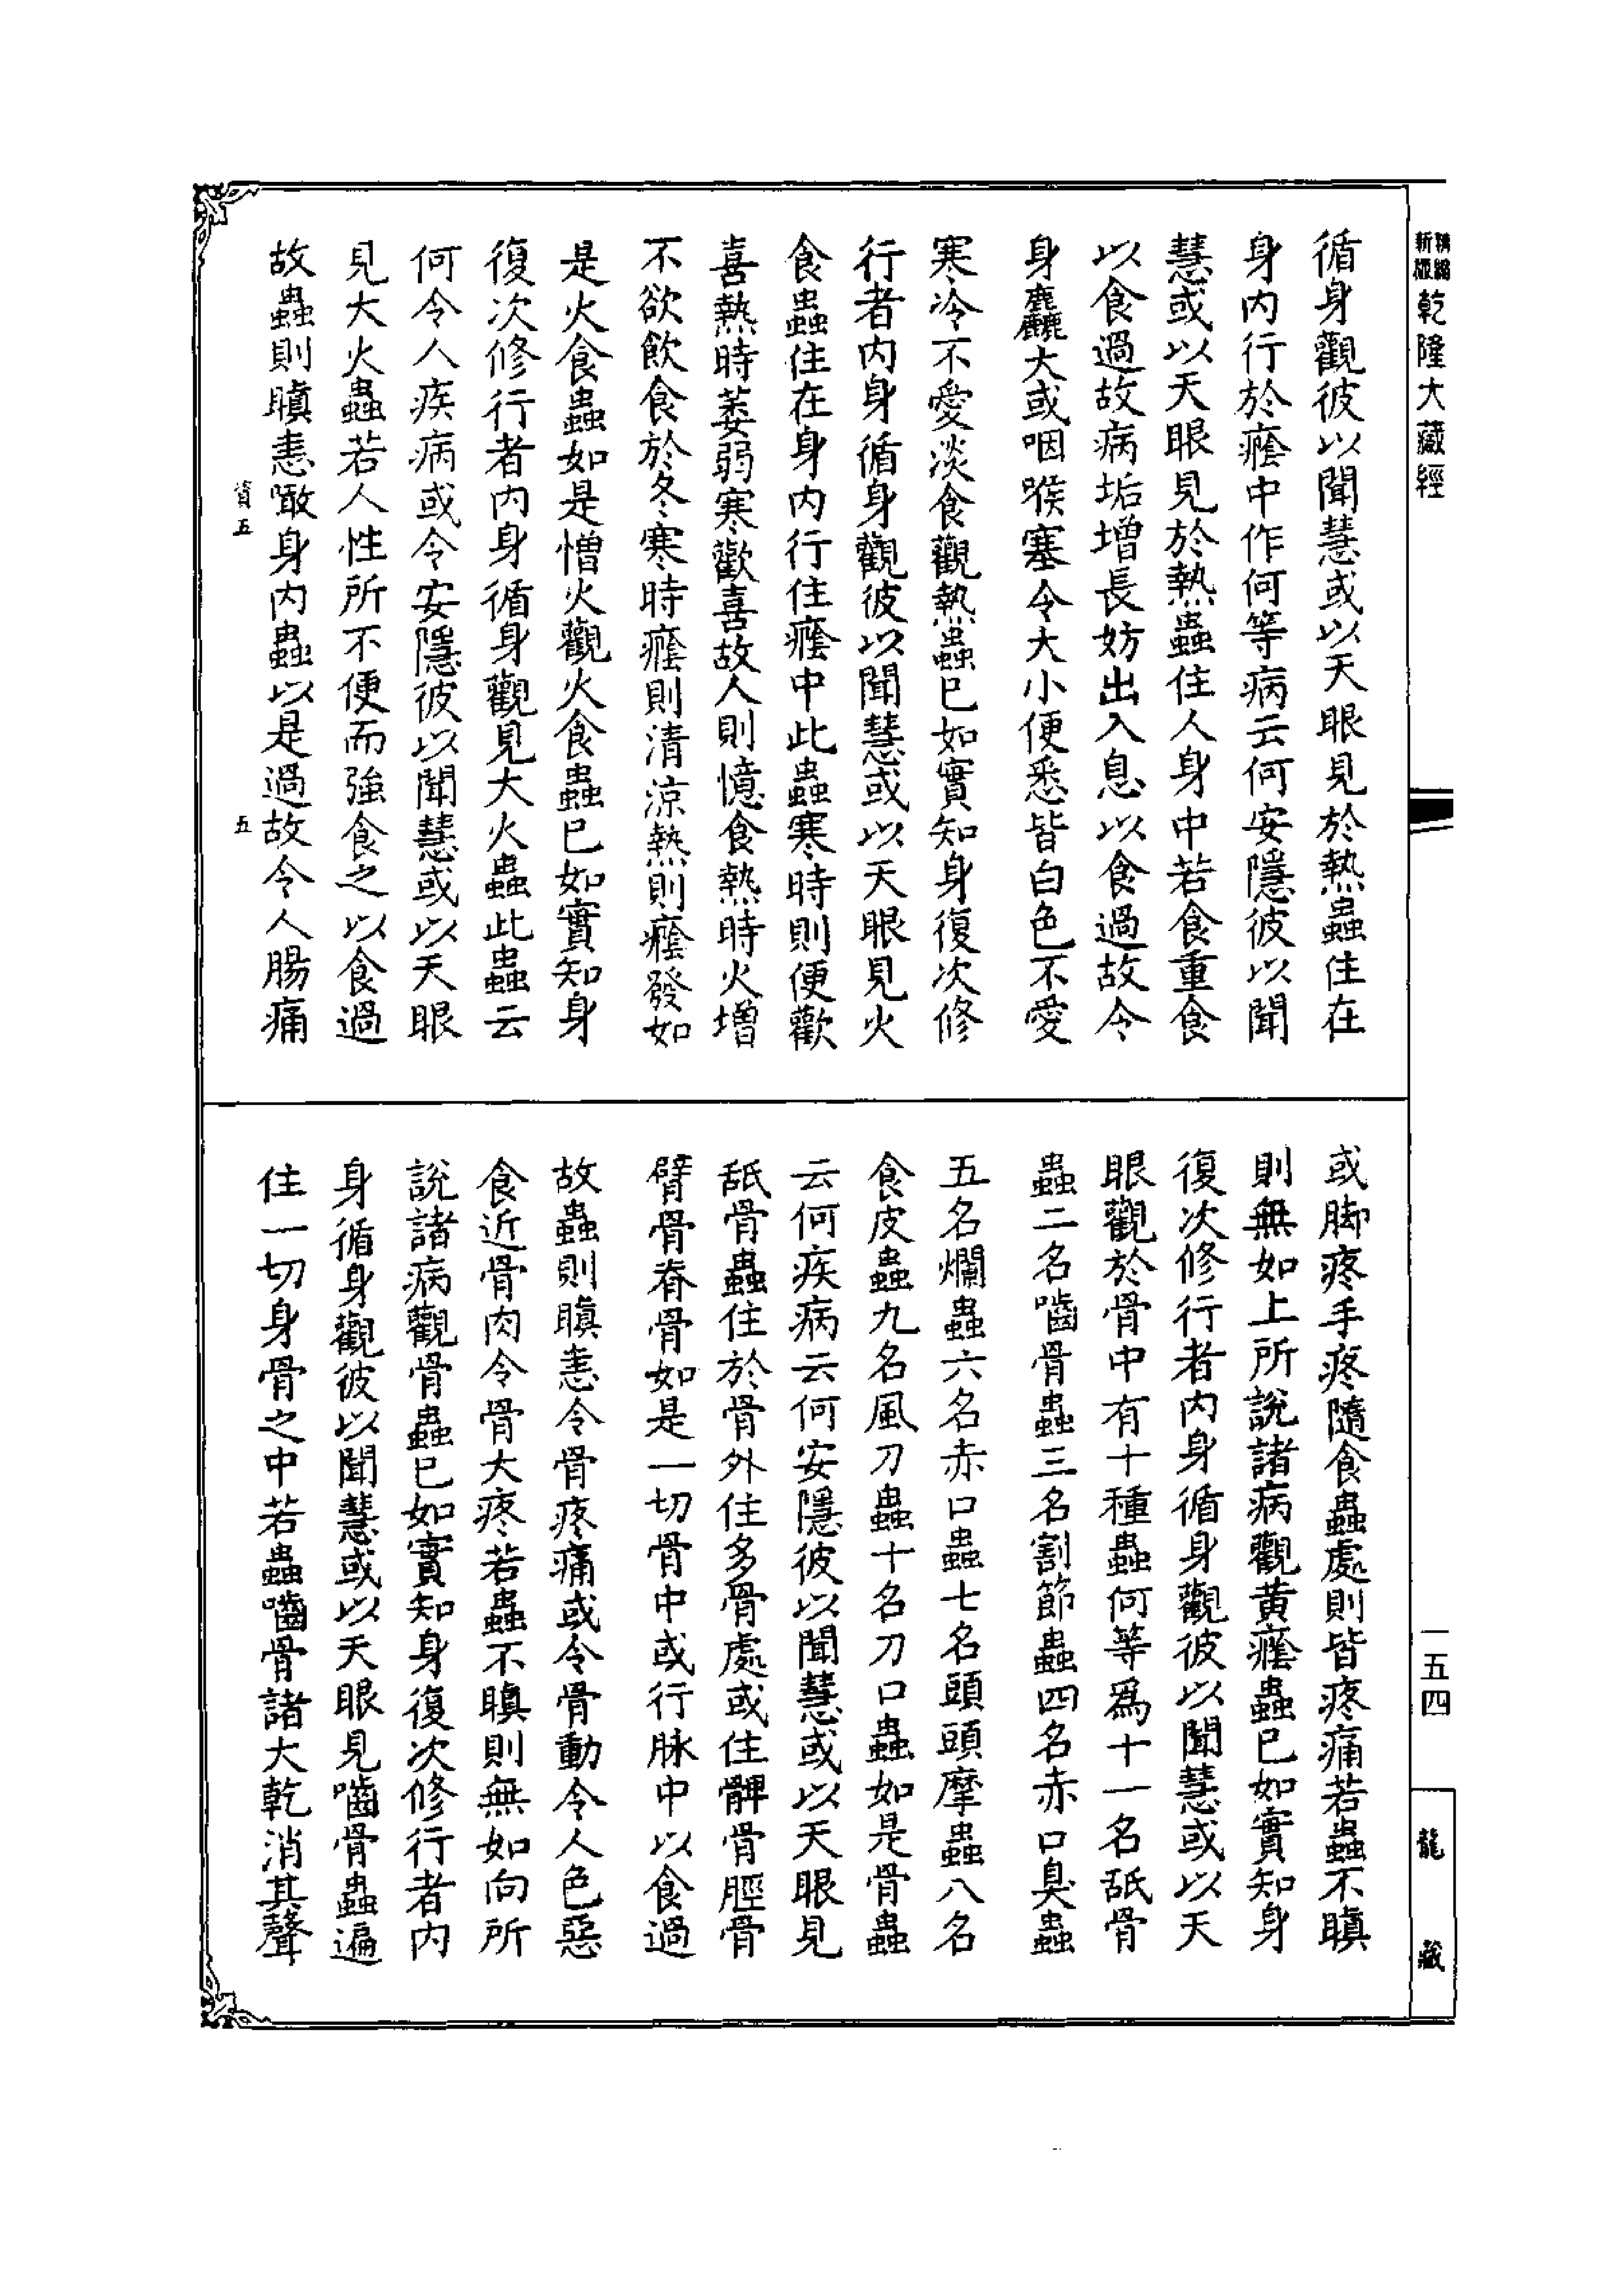 精縮新版乾隆大藏經
循身觀彼以聞慧或以天眼見於熱蟲住在
身內行於癊中作何等病云何安隱彼以聞
慧或以天眼見於熱蟲住人身中若食重食
以食過故病垢增長妨出入息以食過故令
身麤大或咽喉塞令大小便悉皆白色不愛
寒冷不愛淡食觀熱蟲已如實知身復次修
行者內身循身觀彼以聞慧或以天眼見火
食蟲住在身內行住癊中此蟲寒時則便歡
喜熱時萎弱寒歡喜故人則憶食熱時火增
不欲飲食於冬寒時癊則清涼熱則癊發如
是火食蟲如是憎火觀火食蟲已如實知身
復次修行者內身循身觀見大火蟲此蟲云
何令人疾病或令安隱彼以聞慧或以天眼
見大火蟲若人性所不便而強食之以食過
故蟲則瞋恚噉身內蟲以是過故令人腸痛
資五
五
或脚疼手疼隨食蟲處則皆疼痛若蟲不瞋
則無如上所說諸病觀黃癊蟲已如實知身
復次修行者內身循身觀彼以聞慧或以天
眼觀於骨中有十種蟲何等爲十一名舐骨
蟲二名嚙骨蟲三名割節蟲四名赤口臭蟲
五名爛蟲六名赤口蟲七名頭頭摩蟲八名
食皮蟲九名風刀蟲十名刀口蟲如是骨蟲
云何疾病云何安隱彼以聞慧或以天眼見
舐骨蟲住於骨外住多骨處或住髀骨脛骨
臂骨脊骨如是一切骨中或行脉中以食過
故蟲則瞋恚令骨疼痛或令骨動令人色惡
食近骨肉令骨大疼若蟲不瞋則無如向所
說諸病觀骨蟲已如實知身復次修行者內
身循身觀彼以聞慧或以天眼見嚙骨蟲遍
住一切身骨之中若蟲嚙骨諸大乾消其聲
一五四
龍藏